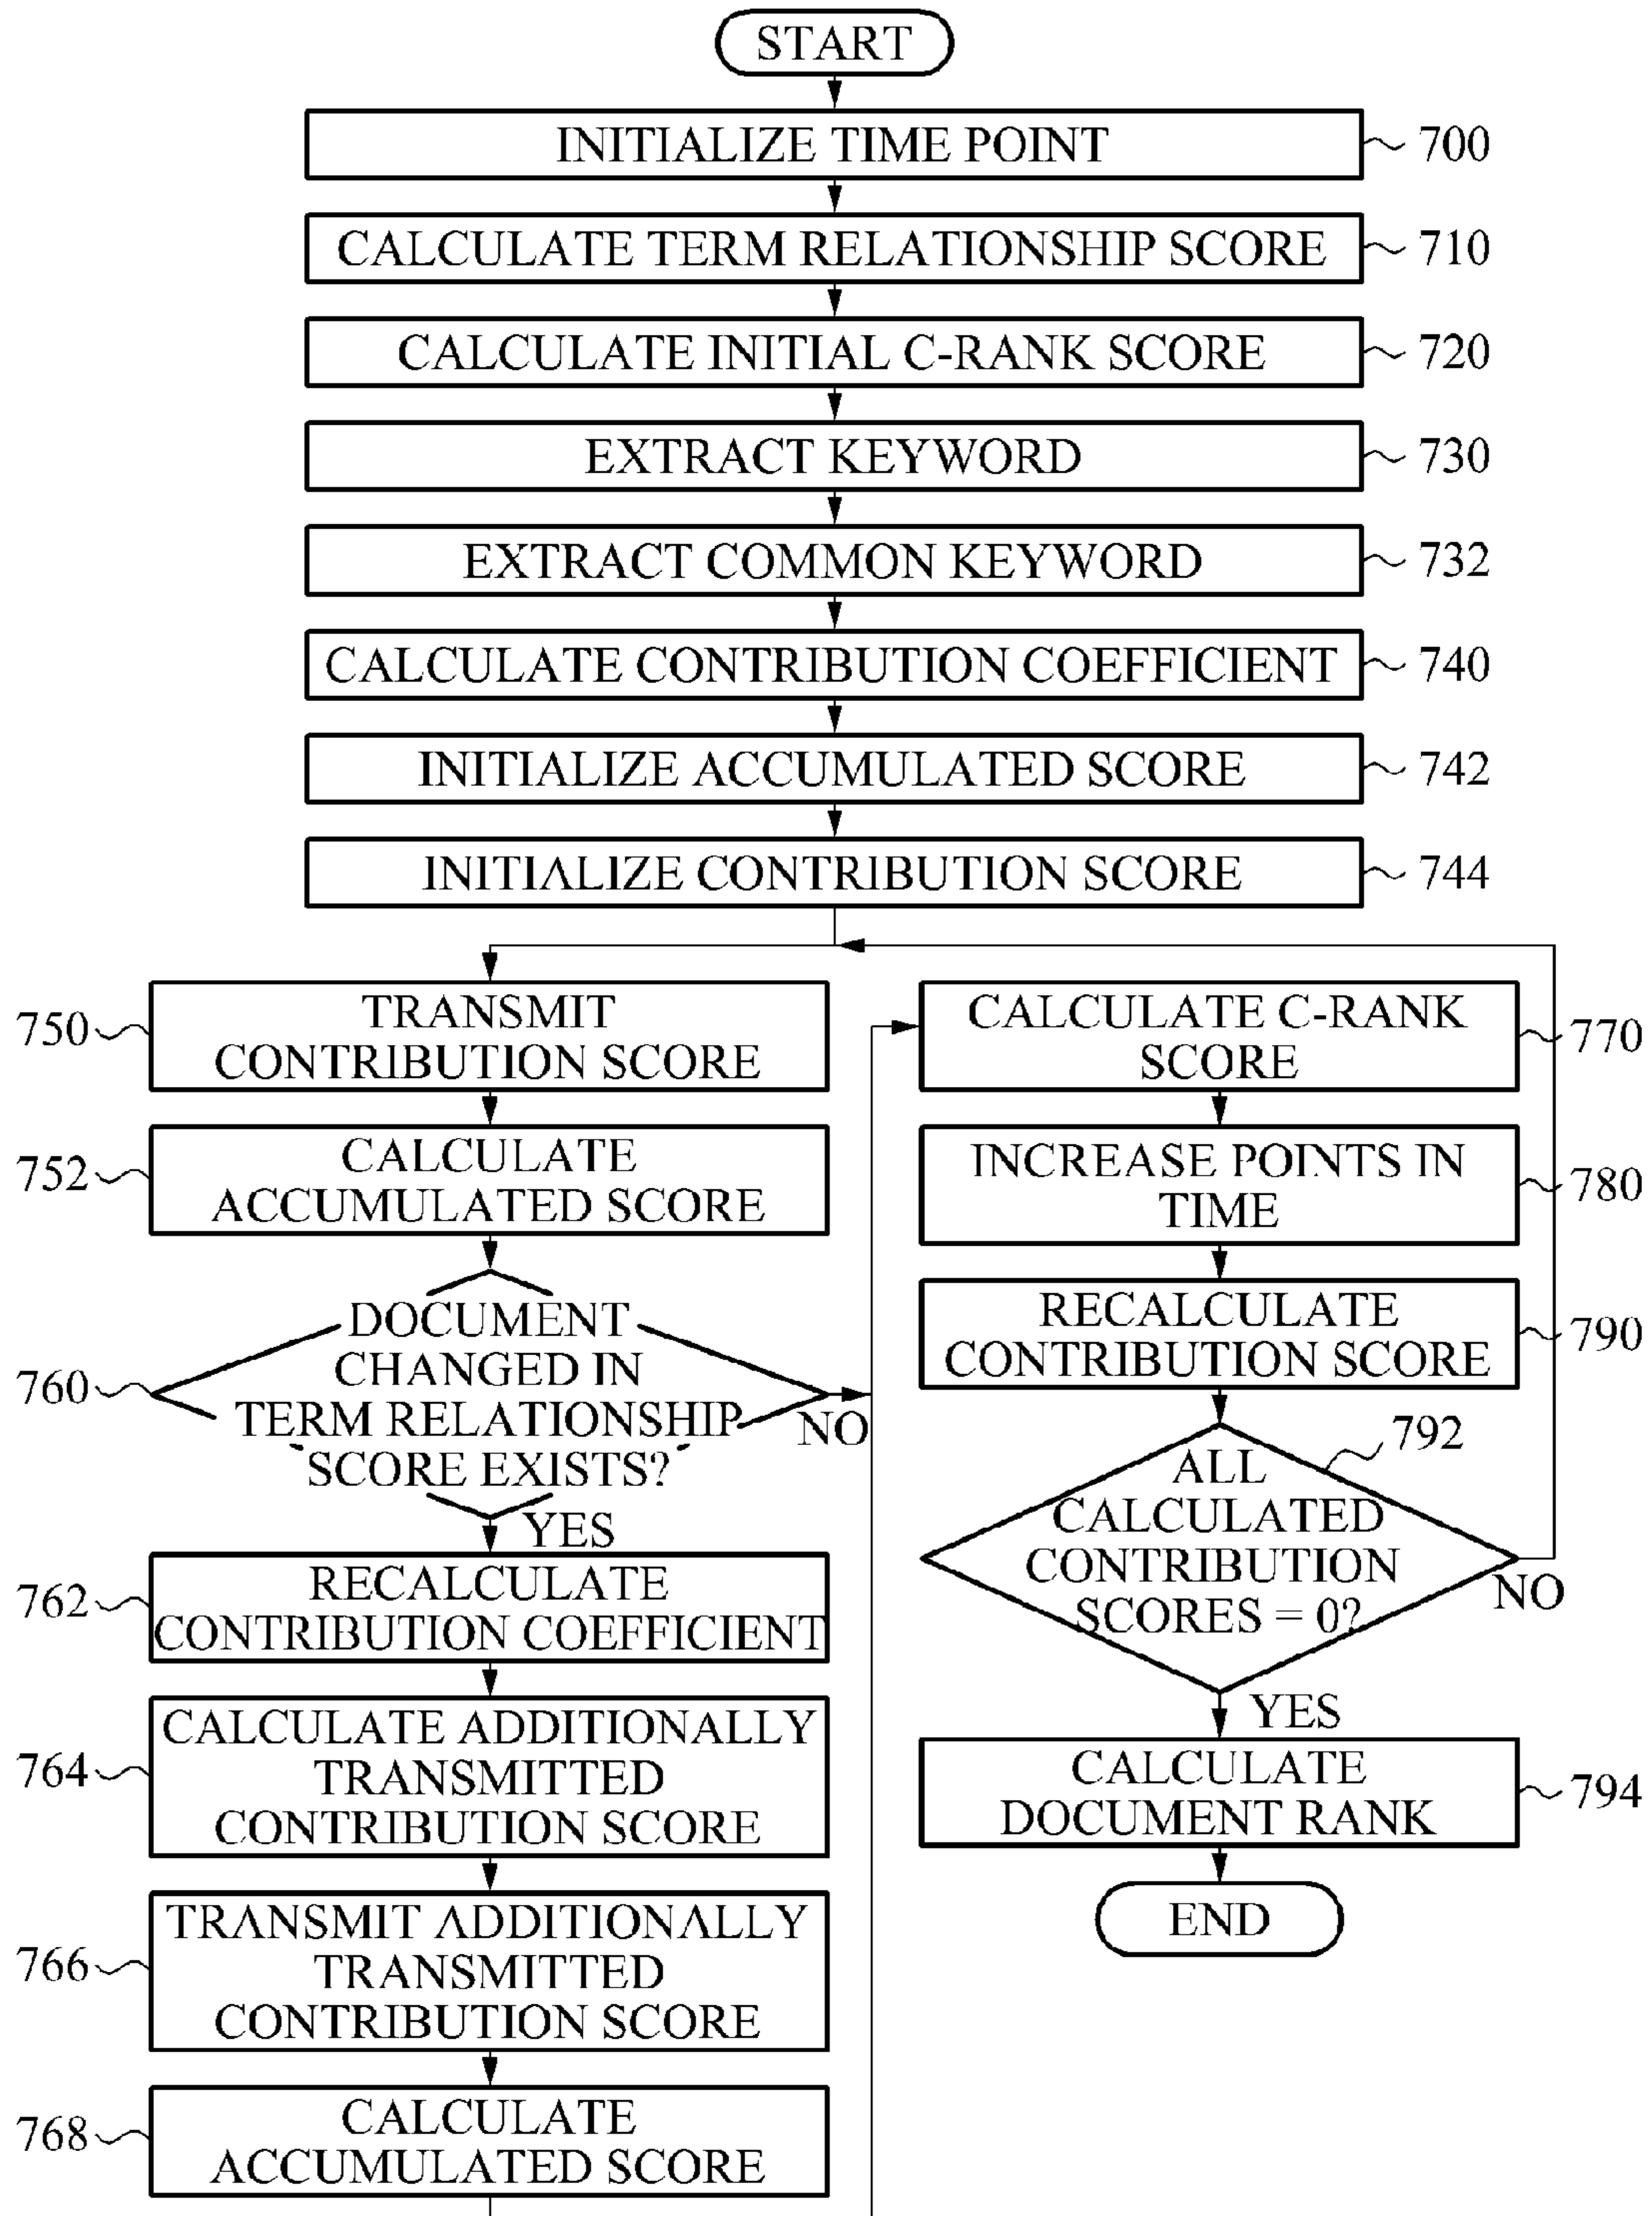 START
INITIALIZE TIME POINT
700
CALCULATE TERM RELATIONSHIP SCORE
710
CALCULATE INITIAL C-RANK SCORE
720
EXTRACT KEYWORD
730
EXTRACT COMMON KEYWORD
732
CALCULATE CONTRIBUTION COEFFICIENT
740
INITIALIZE ACCUMULATED SCORE
742
INITIALIZE CONTRIBUTION SCORE
744
750
TRANSMIT
CONTRIBUTION SCORE
752
CALCULATE
ACCUMULATED SCORE
760
DOCUMENT
CHANGED IN
TERM RELATIONSHIP
SCORE EXISTS?
NO
YES
762
RECALCULATE
CONTRIBUTION COEFFICIENT
764
CALCULATE ADDITIONALLY
TRANSMITTED
CONTRIBUTION SCORE
766
TRANSMIT ADDITIONALLY
TRANSMITTED
CONTRIBUTION SCORE
768
CALCULATE
ACCUMULATED SCORE
CALCULATE C-RANK
SCORE
770
INCREASE POINTS IN
TIME
780
RECALCULATE
CONTRIBUTION SCORE
790
792
ALL
CALCULATED
CONTRIBUTION
SCORES = 0?
NO
YES
CALCULATE
DOCUMENT RANK
794
END